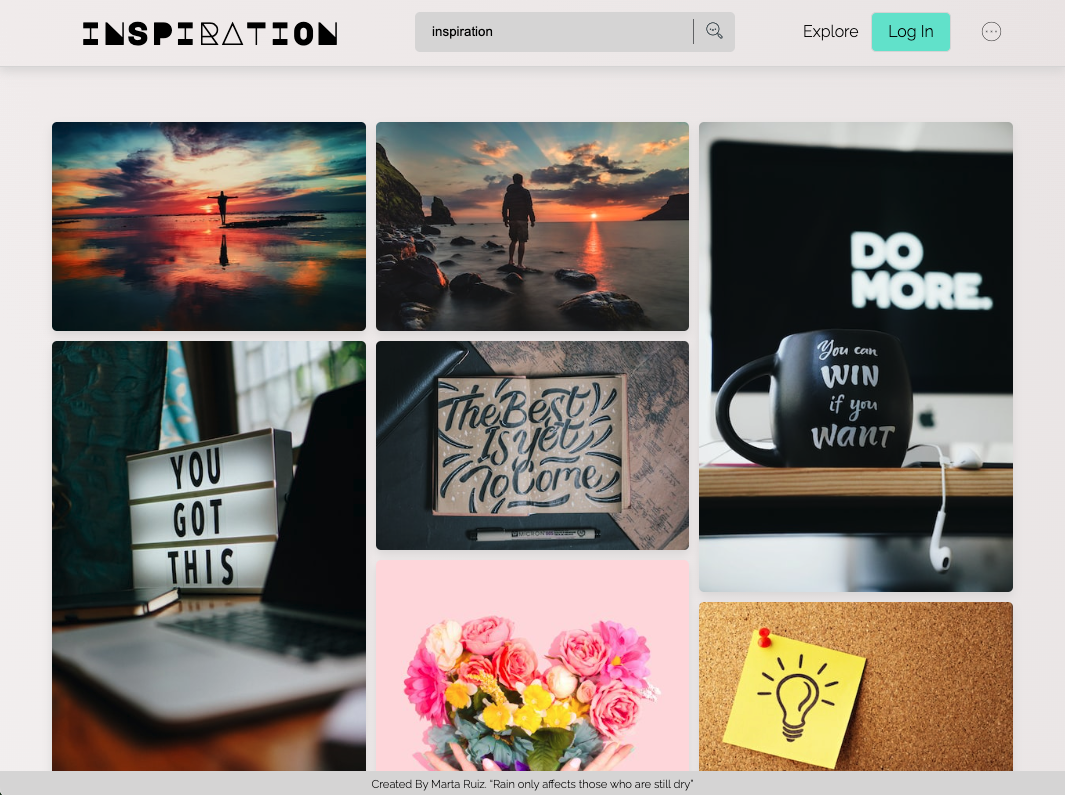 INSPIRATION
inspiration
Explore
Log In
DO
MORE.
You can
WIN
if you
WANT
YOU
GOT
THIS
The Best
Is yet
To Come
MICRON
Created By Marta Ruiz. "Rain only affects those who are still dry"